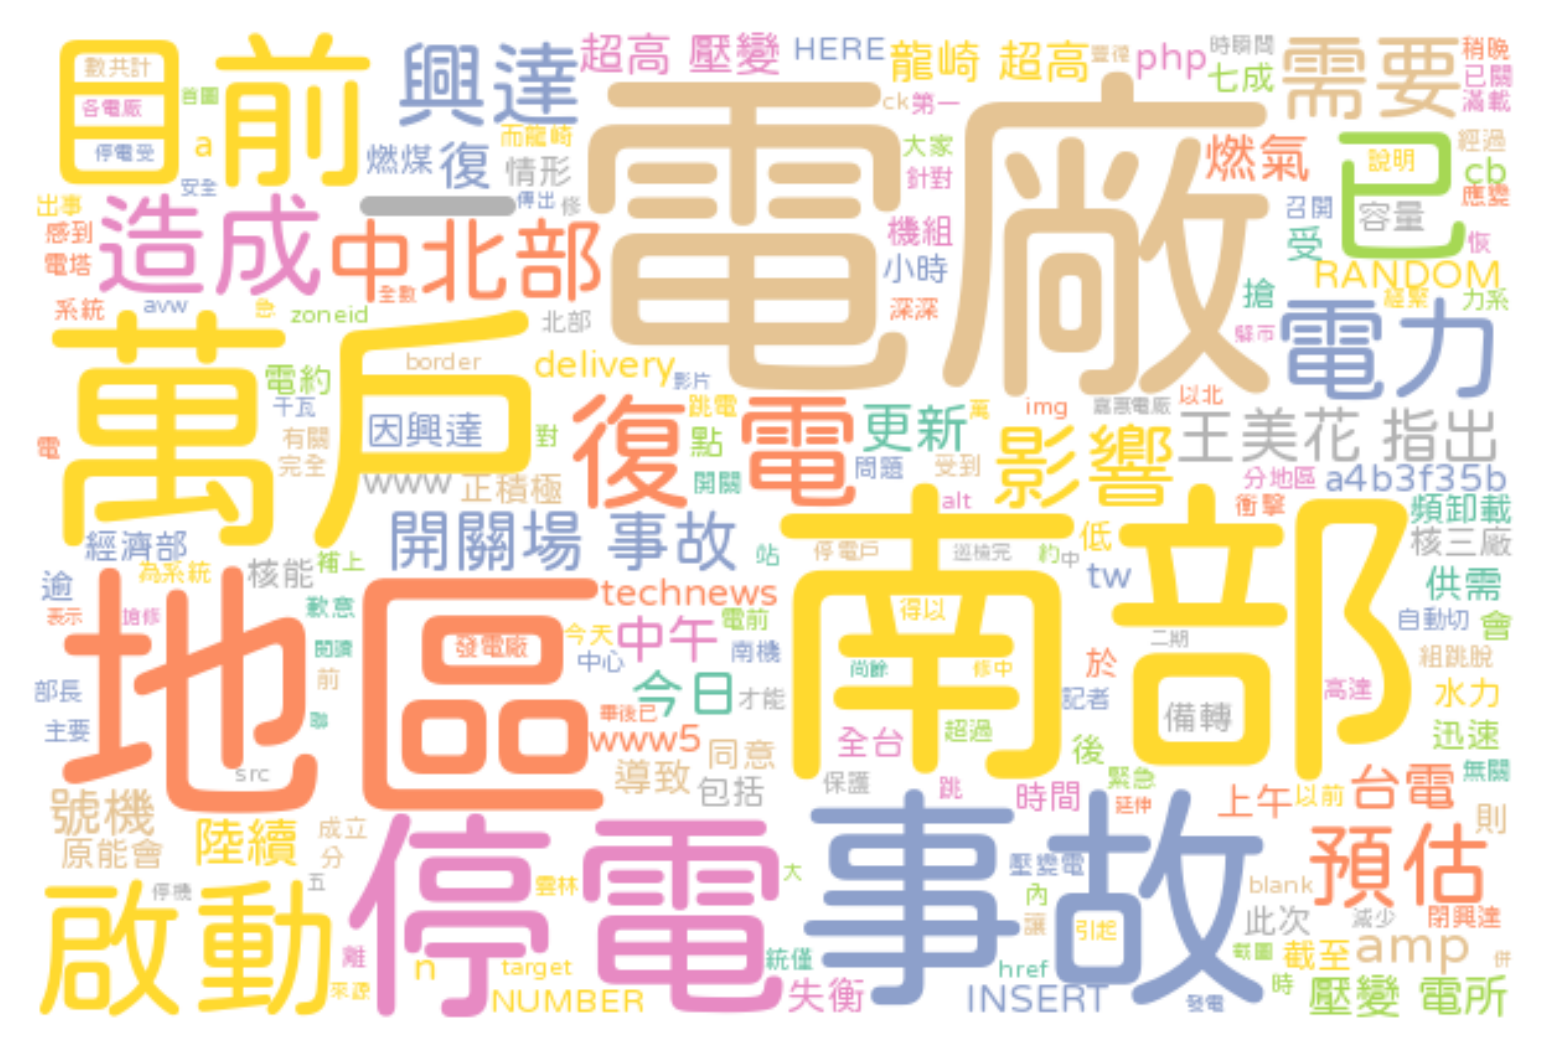 目前
數共計
各電廠
停電受
首圖
a
安全
興達
超高 壓變
HERE
龍崎 超高
豐德
php
時瞬間
七成
需要
稍晚
已關
滿載
燃煤
復
而龍崎
情形
傳出
修
一
電廠
ck
第一
大家
針對
燃氣
已
說明
經過
cb
應變
容量
召開
受
恢
出事
感到
電塔
造成
中北部
全數
機組
小時
深深
RANDOM
搶
力系
縣市
電力
系統
avw
急
zoneid
北部
萬戶
電約
千瓦
有關
完全
border
因興達
delivery
影片
對
電
www
正積極
復電
跳電
點
開關
更新
萬
問題
受到
img
嘉惠電廠
以北
影響
王美花 指出
分地區
a4b3f35b
衝擊
頻卸載
核三廠
alt
經濟部
為系統
核能
補上
開關場 事故
站
停電戶
巡檢完
約
中
低
tw
供需
自動切
會
逾
表示
搶修
歉意
閱讀
前
聯
地區
發電廠
technews
今天
中午
電前
中心
南機
今日
才能
畢後已
www5
同意
導致
包括
南部
得以
尚餘
修中
全台
超過
保護
跳
於
記者
二期
備轉
高達
組跳脫
水力
迅速
後
緊急
無關
部長
主要
src
號機
原能會
陸續
成立
分
時間
延伸
上午
以前
台電
則
啟動
停機
五
離
來源
停電
n
target
NUMBER
雲林
大
統僅
失衡
事故
壓變電
內
讓
引起
href
INSERT
發電
blank
預估
此次
減少
閉興達
截圖
截至
amp
併
時
壓變 電所